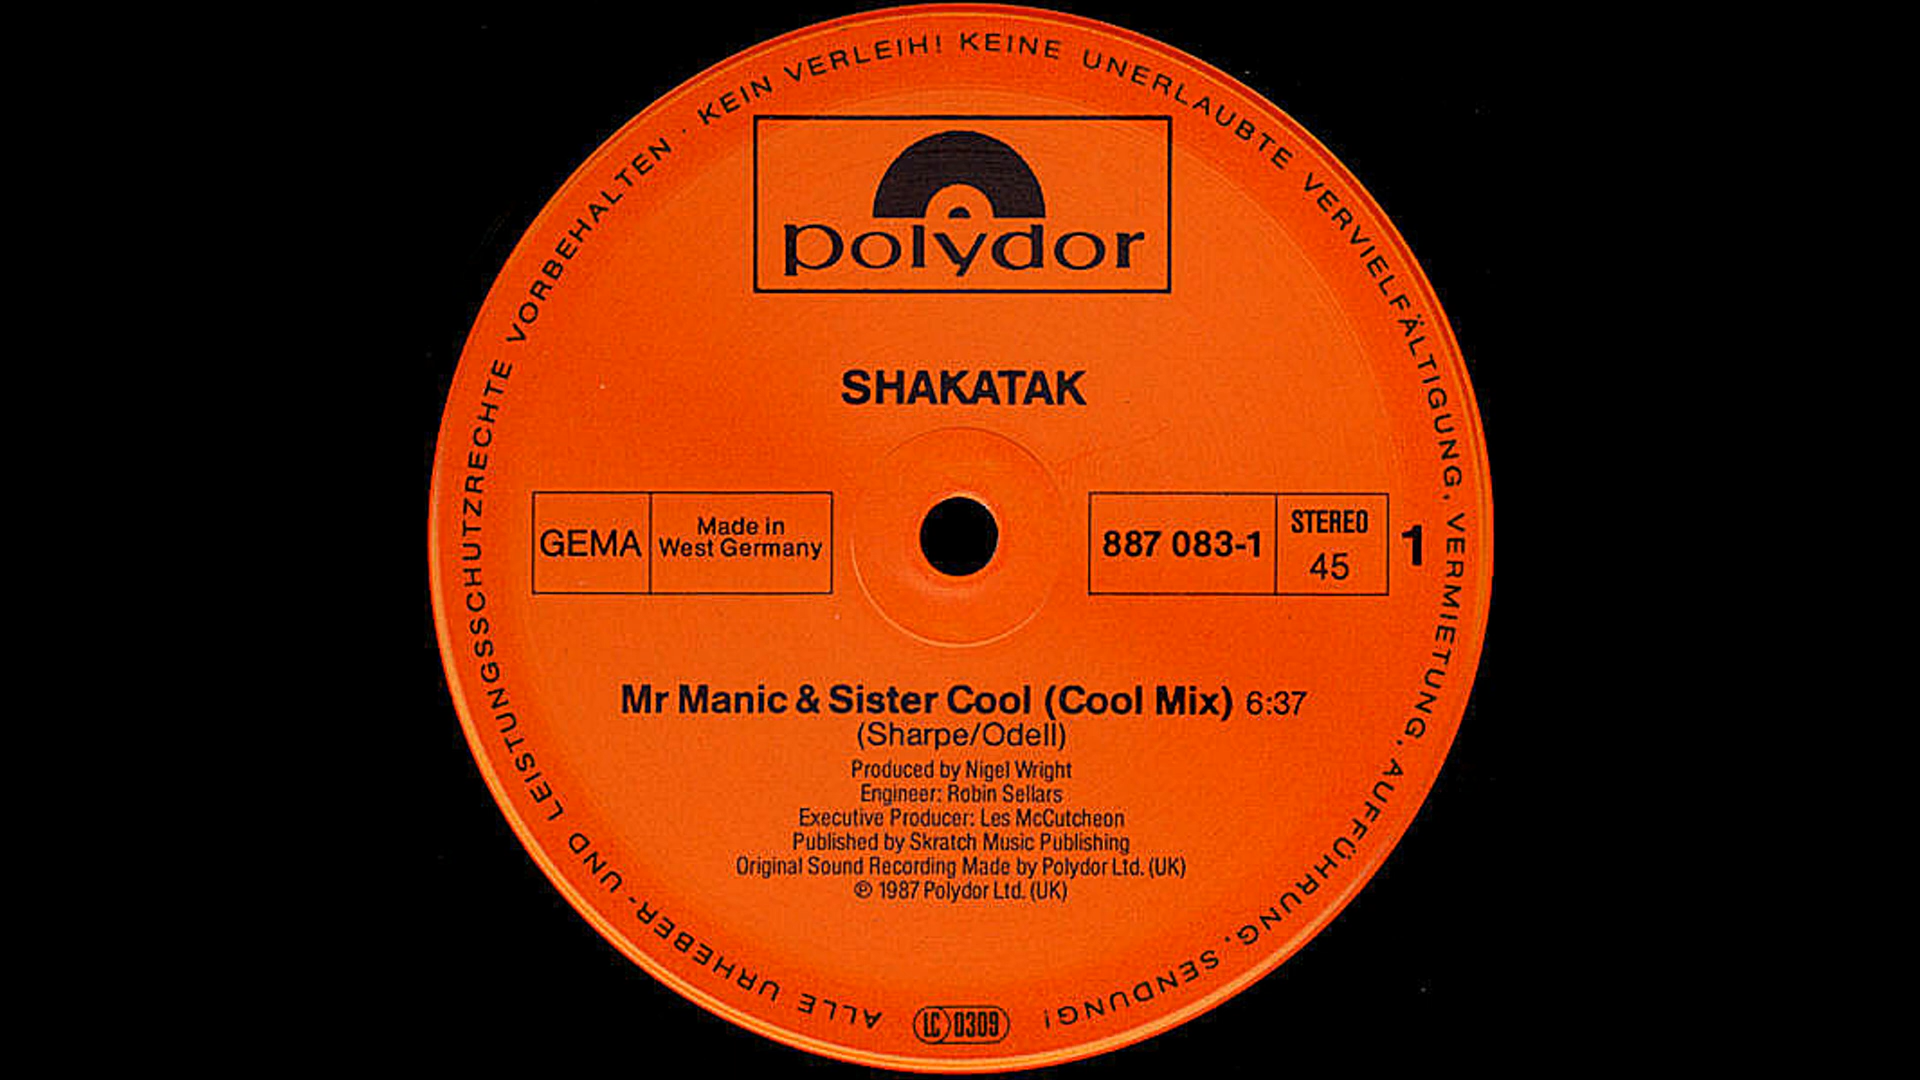 ALLE URHEBER- UND LEISTUNGSSCHUTZRECHTE VORBEHALTEN · KEIN VERLEIH! KEINE UNERLAUBTE VERVIELFÄLTIGUNG, VERMIETUNG, AUFFÜHRUNG, SENDUNG!
polydor
SHAKATAK
GEMA
Made in
West Germany
887 083-1
STEREO
45
1
Mr Manic & Sister Cool (Cool Mix) 6:37
(Sharpe/Odell)
Produced by Nigel Wright
Engineer: Robin Sellars
Executive Producer: Les McCutcheon
Published by Skratch Music Publishing
Original Sound Recording Made by Polydor Ltd. (UK)
℗ 1987 Polydor Ltd. (UK)
LC 0309